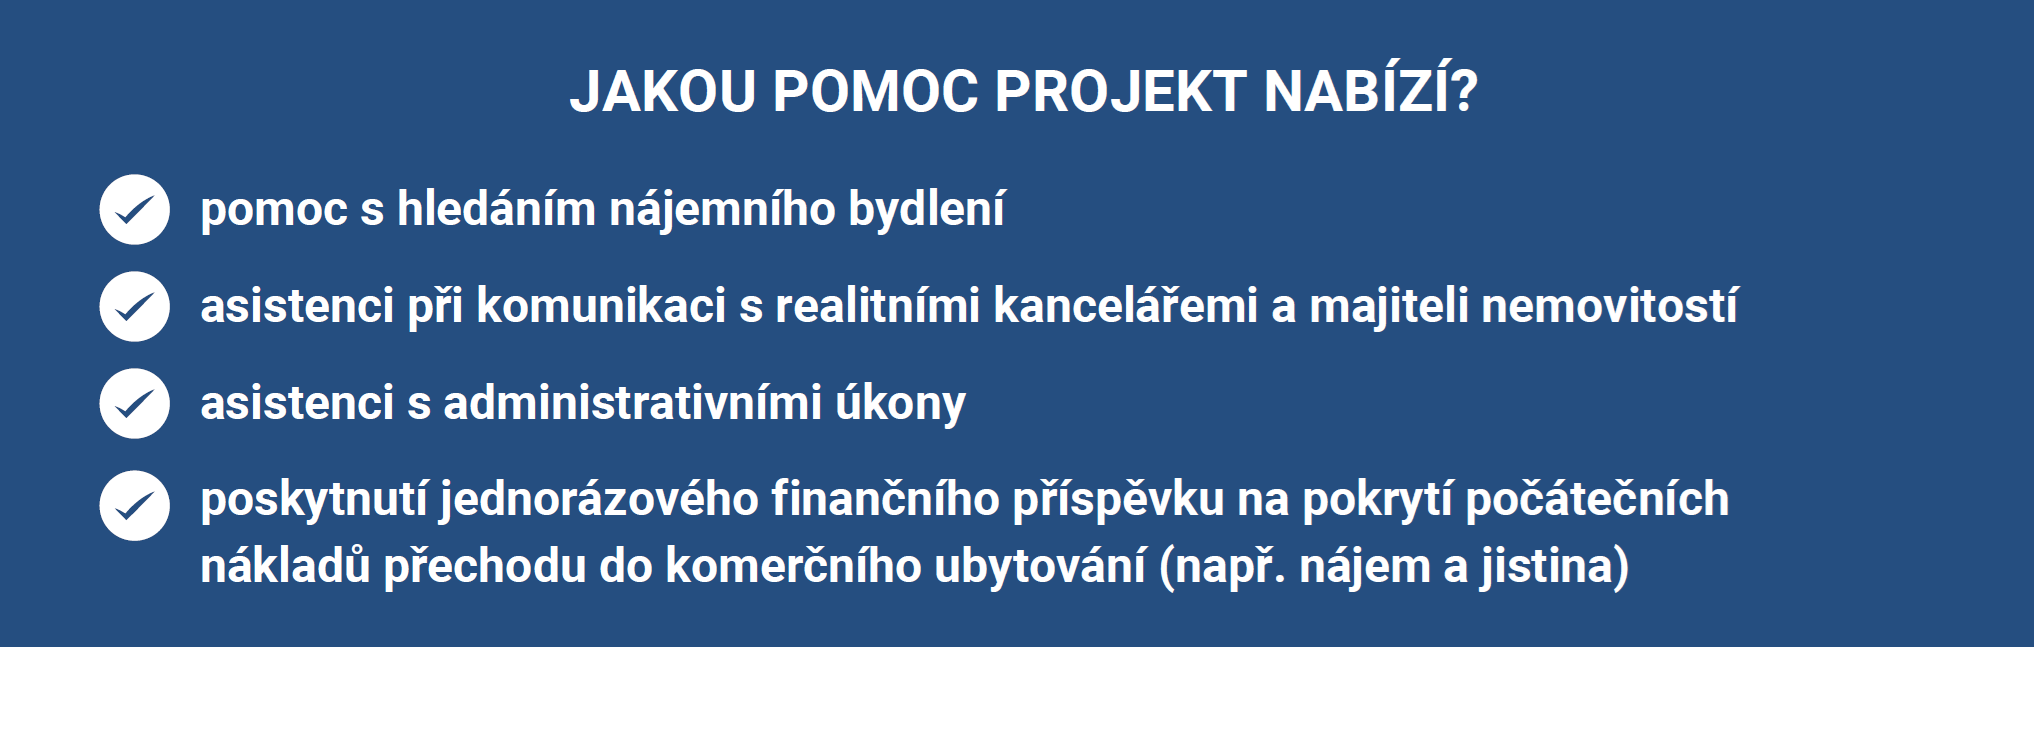 JAKOU POMOC PROJEKT NABÍZÍ?
pomoc s hledáním nájemního bydlení
asistenci při komunikaci s realitními kancelářemi a majiteli nemovitostí
asistenci s administrativními úkony
poskytnutí jednorázového finančního příspěvku na pokrytí počátečních
nákladů přechodu do komerčního ubytování (např. nájem a jistina)